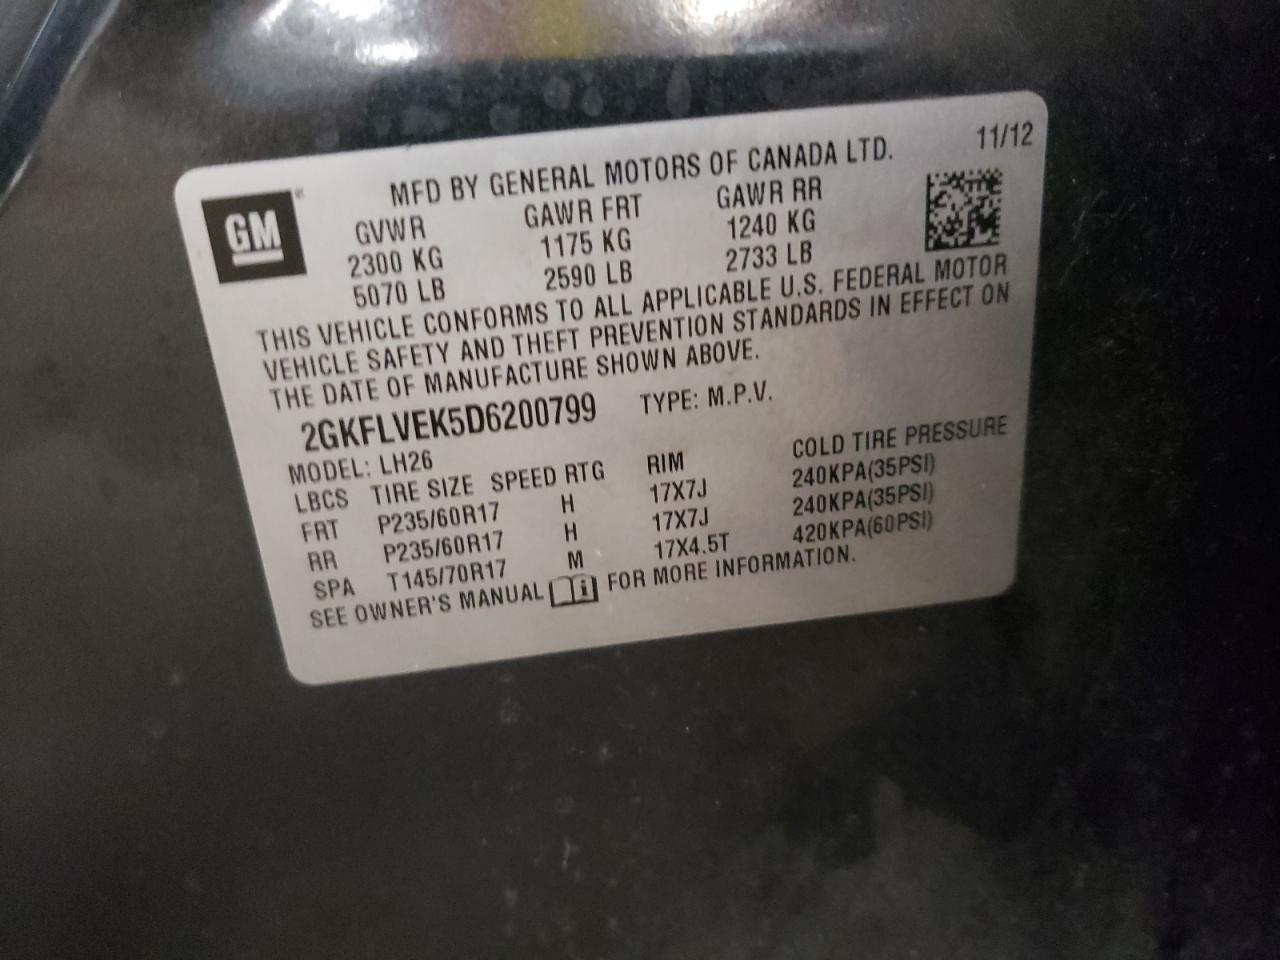 11/12
GM
MFD BY GENERAL MOTORS OF CANADA LTD.
GVWR GAWR FRT GAWR RR
2300 KG 1175 KG 1240 KG
5070 LB 2590 LB 2733 LB
THIS VEHICLE CONFORMS TO ALL APPLICABLE U.S. FEDERAL MOTOR
VEHICLE SAFETY AND THEFT PREVENTION STANDARDS IN EFFECT ON
THE DATE OF MANUFACTURE SHOWN ABOVE.
2GKFLVEK5D6200799 TYPE: M.P.V.
MODEL: LH26
LBCS TIRE SIZE SPEED RTG RIM COLD TIRE PRESSURE
FRT P235/60R17 H 17X7J 240KPA(35PSI)
RR P235/60R17 H 17X7J 240KPA(35PSI)
SPA T145/70R17 M 17X4.5T 420KPA(60PSI)
SEE OWNER'S MANUAL FOR MORE INFORMATION.